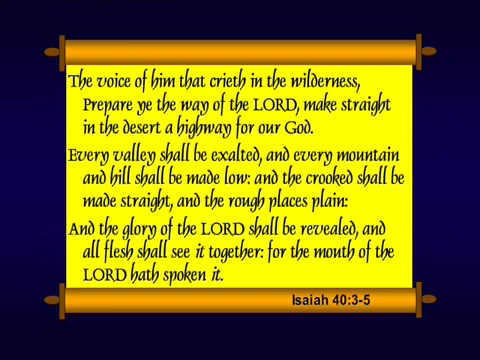 The voice of him that crieth in the wilderness,
Prepare ye the way of the LORD, make straight
in the desert a highway for our God.
Every valley shall be exalted, and every mountain
and hill shall be made low: and the crooked shall be
made straight, and the rough places plain:
And the glory of the LORD shall be revealed, and
all flesh shall see it together: for the mouth of the
LORD hath spoken it.
Isaiah 40:3-5